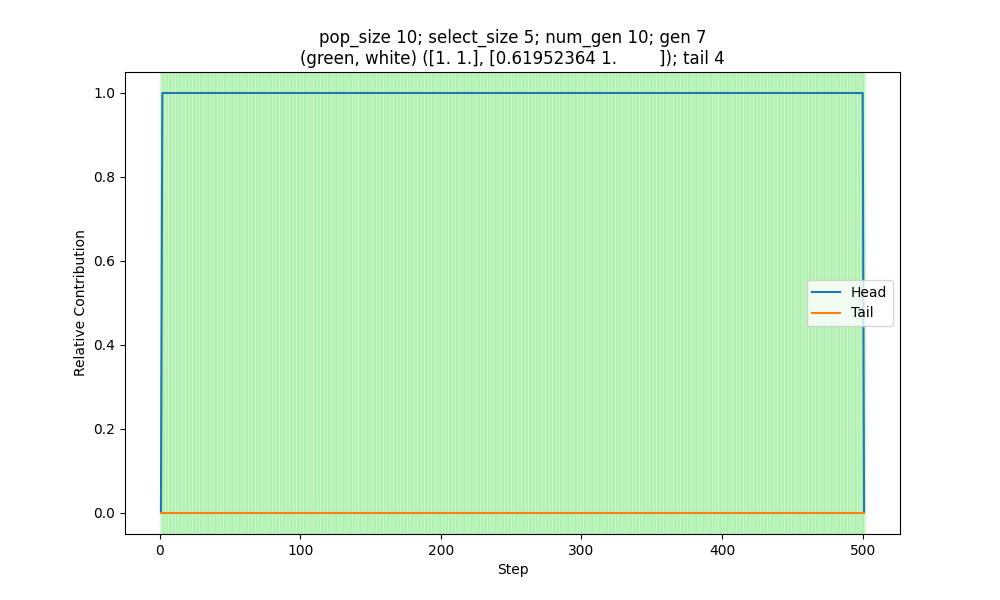 pop_size 10; select_size 5; num_gen 10; gen 7
(green, white) ([1. 1.], [0.61952364 1.        ]); tail 4
1.0
0.8
0.6
0.4
0.2
0.0
Relative Contribution
Head
Tail
0
100
200
300
400
500
Step